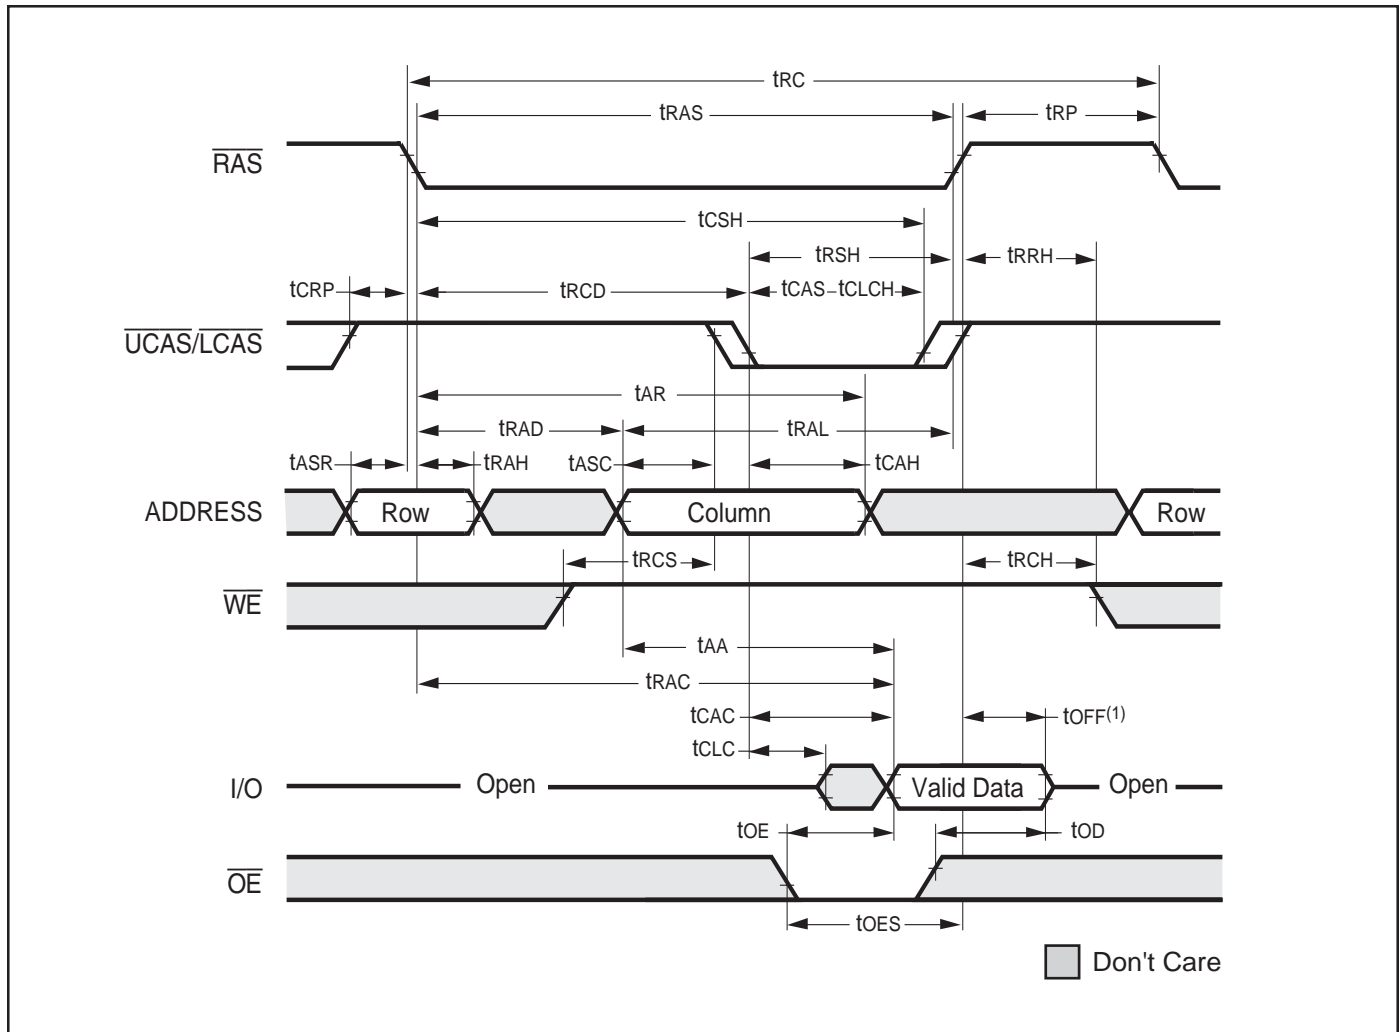 tRC
tRAS
tRP
RAS
tCSH
tRSH
tRRH
tCRP
tRCD
tCAS
tCLCH
UCAS/LCAS
tAR
tRAD
tRAL
tASR
tRAH
tASC
tCAH
ADDRESS
Row
Column
Row
tRCS
tRCH
WE
tAA
tRAC
tCAC
tOFF(1)
tCLC
I/O
Open
Valid Data
Open
tOE
tOD
OE
tOES
Don't Care